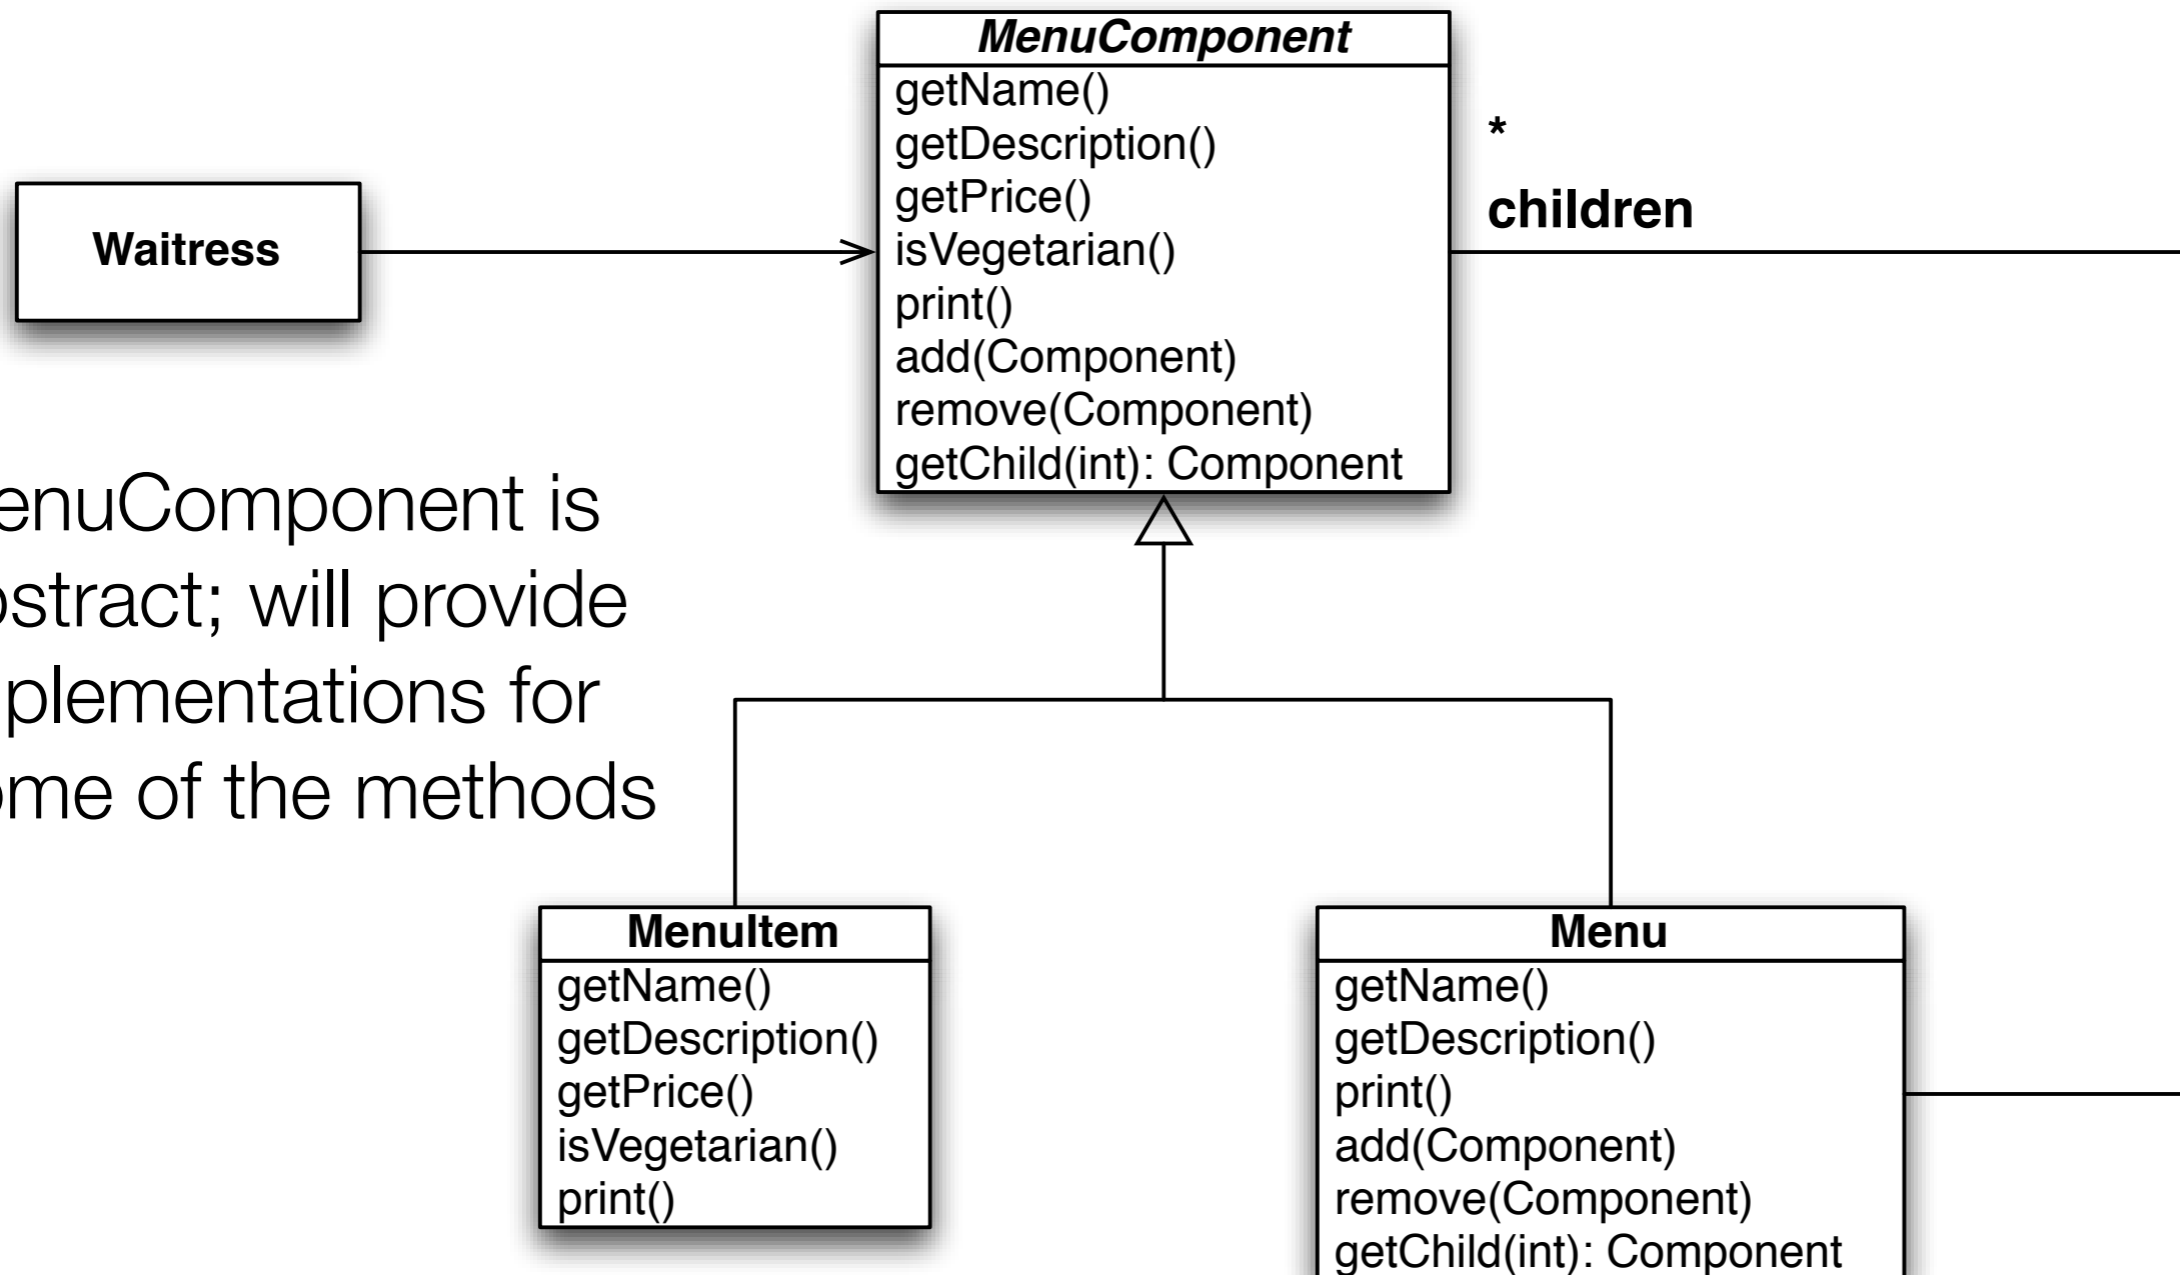 MenuComponent
getName()
getDescription()
getPrice()
isVegetarian()
print()
add(Component)
remove(Component)
getChild(int): Component
*
children
Waitress
enuComponent is
ostract; will provide
plementations for
ome of the methods
MenuItem
getName()
getDescription()
getPrice()
isVegetarian()
print()
Menu
getName()
getDescription()
print()
add(Component)
remove(Component)
getChild(int): Component